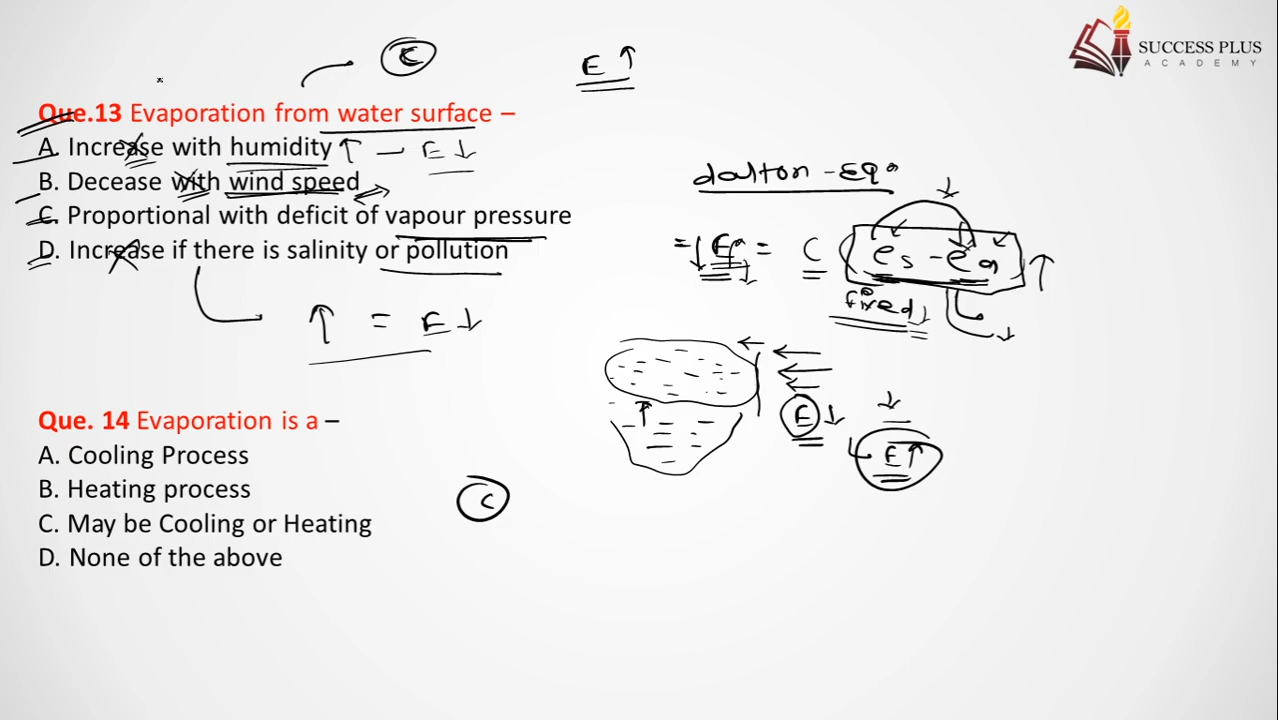 SUCCESS PLUS
ACADEMY
C
E ↑
Que.13 Evaporation from water surface –
A. Increase with humidity ↑ – E ↓
B. Decease with wind speed
C. Proportional with deficit of vapour pressure
D. Increase if there is salinity or pollution
↑ = E ↓
dalton - Eqn
= ↓ E = C (es - ea) ↑
fixed
E ↓
E ↑
Que. 14 Evaporation is a –
A. Cooling Process
B. Heating process
C. May be Cooling or Heating
D. None of the above
C